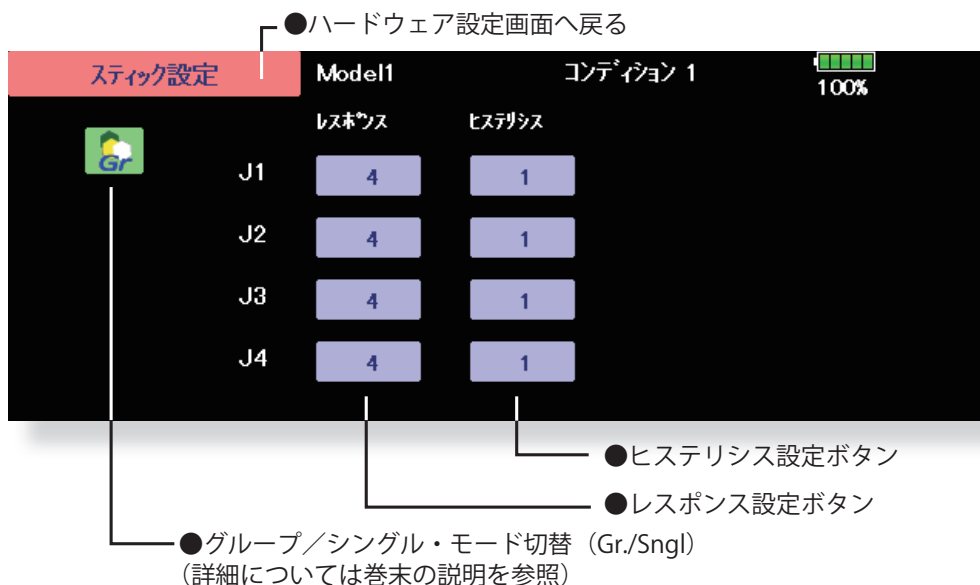 ●ハードウェア設定画面へ戻る
スティック設定 Model1 コンディション 1 100%
レスポンス ヒステリシス
Gr
J1 4 1
J2 4 1
J3 4 1
J4 4 1
●ヒステリシス設定ボタン
●レスポンス設定ボタン
●グループ／シングル・モード切替（Gr./Sngl）
（詳細については巻末の説明を参照）